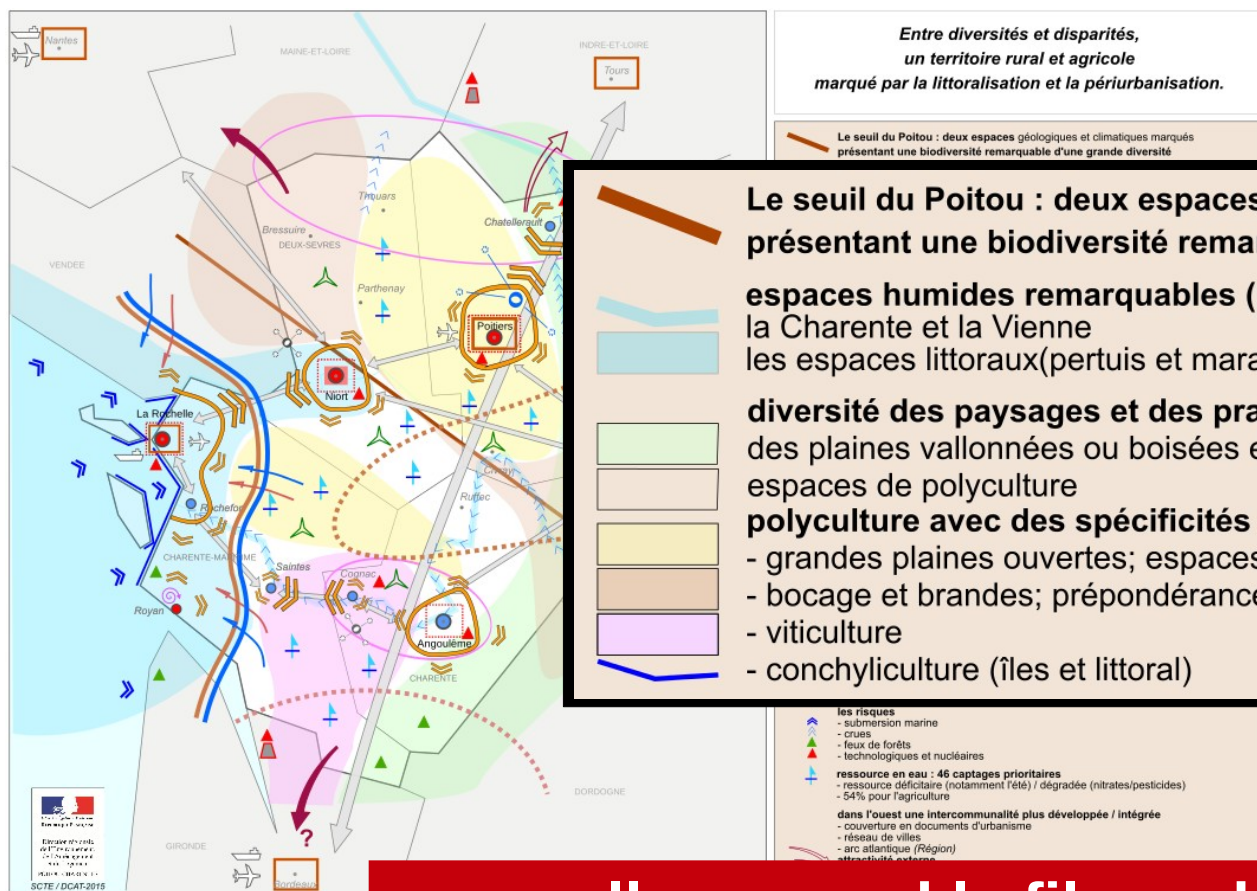 Nantes
MAINE-ET-LOIRE
INDRE-ET-LOIRE
Tours
Entre diversités et disparités,
un territoire rural et agricole
marqué par la littoralisation et la périurbanisation.
Le seuil du Poitou : deux espaces géologiques et climatiques marqués
présentant une biodiversité remarquable d'une grande diversité
Thouars
Bressuire
DEUX-SEVRES
Chatellerault
VENDEE
Parthenay
Poitiers
Niort
La Rochelle
Civray
Ruffec
Rochefort
CHARENTE-MARITIME
Saintes
Cognac
Royan
Angoulême
CHARENTE
DORDOGNE
GIRONDE
?
Bordeaux
Le seuil du Poitou : deux espaces
présentant une biodiversité rema
espaces humides remarquables (
la Charente et la Vienne
les espaces littoraux(pertuis et mara
diversité des paysages et des pra
des plaines vallonnées ou boisées e
espaces de polyculture
polyculture avec des spécificités
- grandes plaines ouvertes; espaces
- bocage et brandes; prépondérance
- viticulture
- conchyliculture (îles et littoral)
les risques
- submersion marine
- crues
- feux de forêts
- technologiques et nucléaires
ressource en eau : 46 captages prioritaires
- ressource déficitaire (notamment l'été) / dégradée (nitrates/pesticides)
- 54% pour l'agriculture
dans l'ouest une intercommunalité plus développée / intégrée
- couverture en documents d'urbanisme
- réseau de villes
- arc atlantique (Région)
attractivité externe
SCTE / DCAT-2015